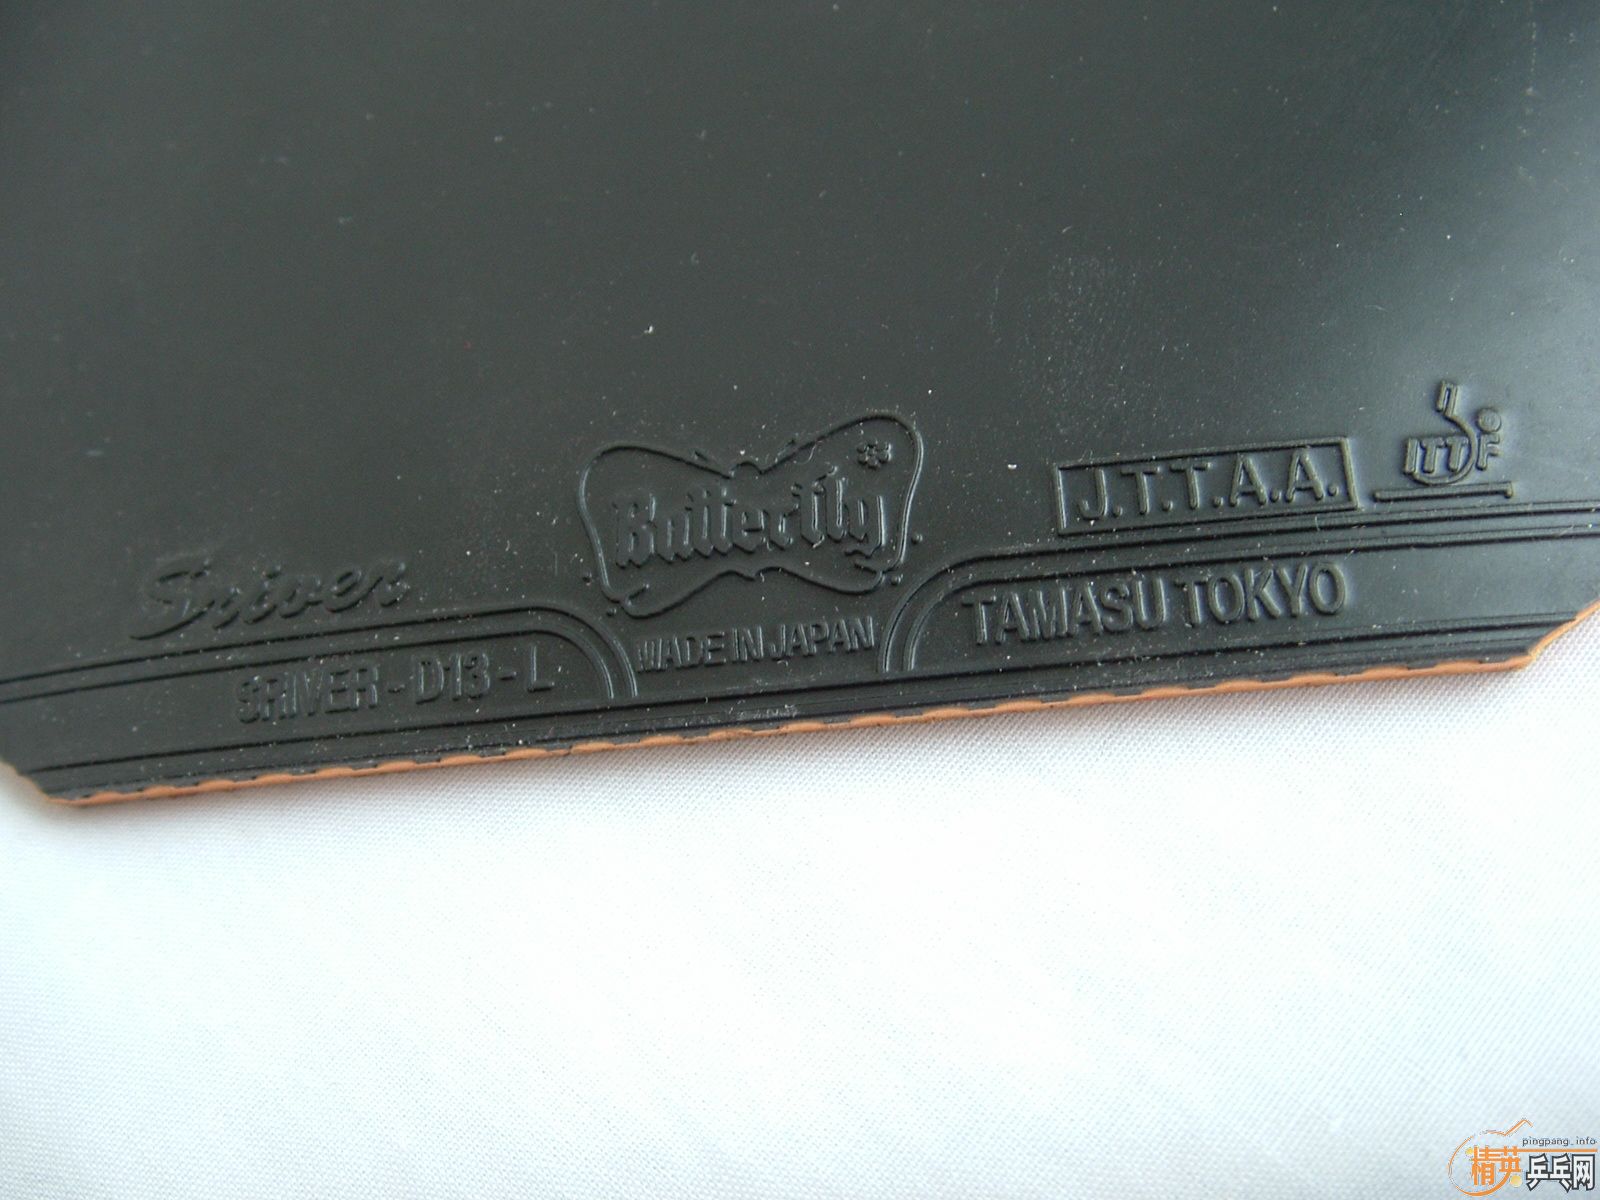 Sriver
Butterfly
J.T.T.A.A.
ITTF
SRIVER-D13-L
MADE IN JAPAN
TAMASU TOKYO
pingpang.info
精英乒乓网